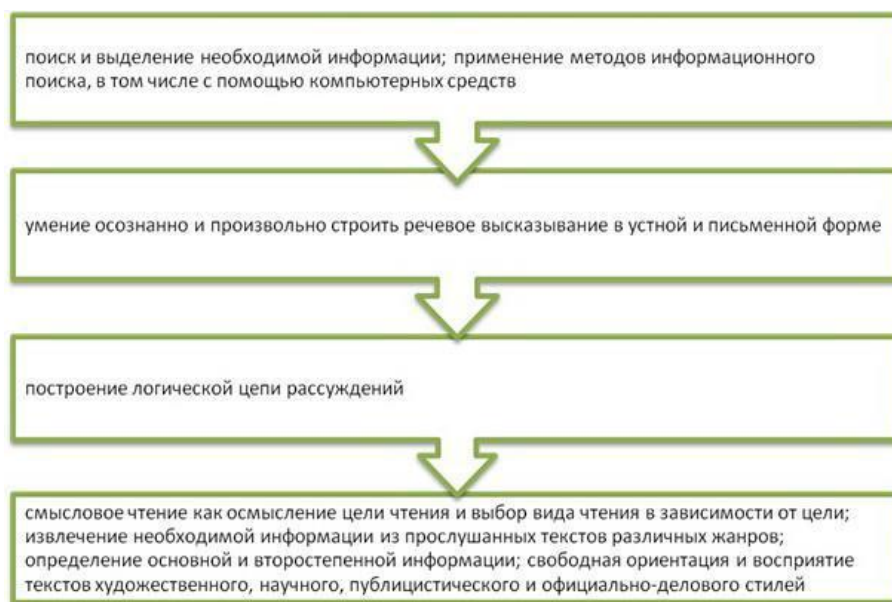 поиск и выделение необходимой информации; применение методов информационного
поиска, в том числе с помощью компьютерных средств
умение осознанно и произвольно строить речевое высказывание в устной и письменной форме
построение логической цепи рассуждений
смысловое чтение как осмысление цели чтения и выбор вида чтения в зависимости от цели;
извлечение необходимой информации из прослушанных текстов различных жанров;
определение основной и второстепенной информации; свободная ориентация и восприятие
текстов художественного, научного, публицистического и официально-делового стилей